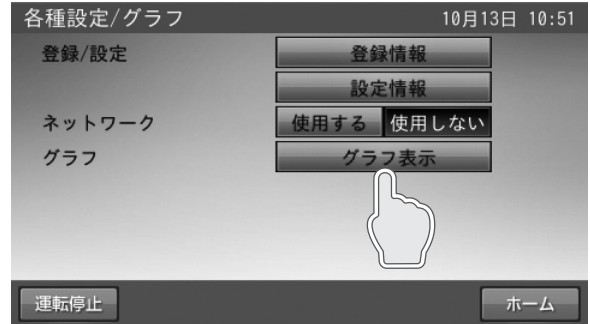 各種設定/グラフ 10月13日 10:51
登録/設定 登録情報
設定情報
ネットワーク 使用する 使用しない
グラフ グラフ表示
運転停止 ホーム